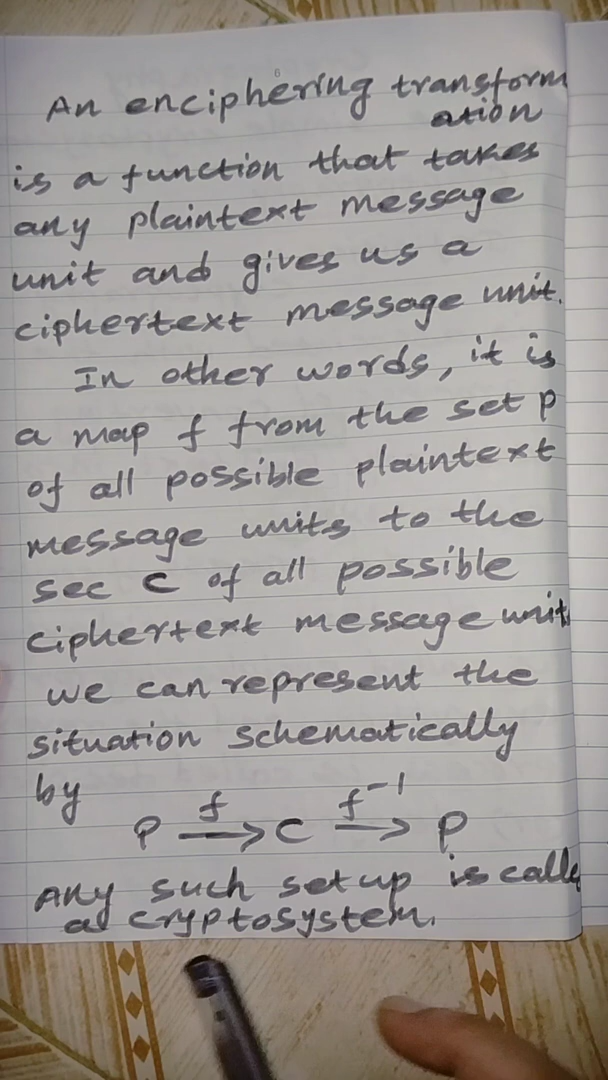 An enciphering transform
ation
is a function that takes
any plaintext message
unit and gives us a
ciphertext message unit.
In other words, it is
a map f from the set P
of all possible plaintext
message units to the
sec C of all possible
ciphertext message unit
we can represent the
situation schematically
by
P —f→ C —f⁻¹→ P
Any such set up is calle
a cryptosystem.